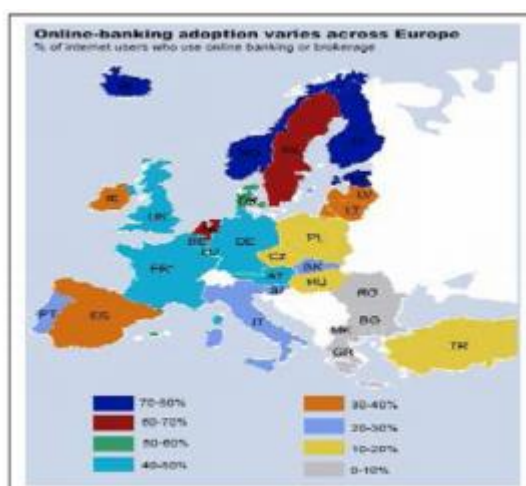 Online-banking adoption varies across Europe
% of internet users who use online banking or brokerage
IE
UK
DK
LV
LT
BE
DE
PL
CZ
FR
AT
SK
HU
SI
RO
PT
ES
IT
MK
BG
GR
TR
70-80%
60-70%
50-60%
40-50%
30-40%
20-30%
10-20%
0-10%